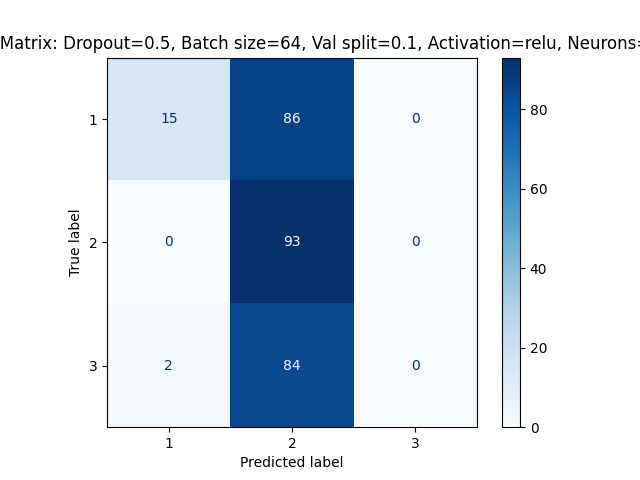 Matrix: Dropout=0.5, Batch size=64, Val split=0.1, Activation=relu, Neurons=
1 15 86 0
2 0 93 0
3 2 84 0
1 2 3
Predicted label
True label
80
60
40
20
0